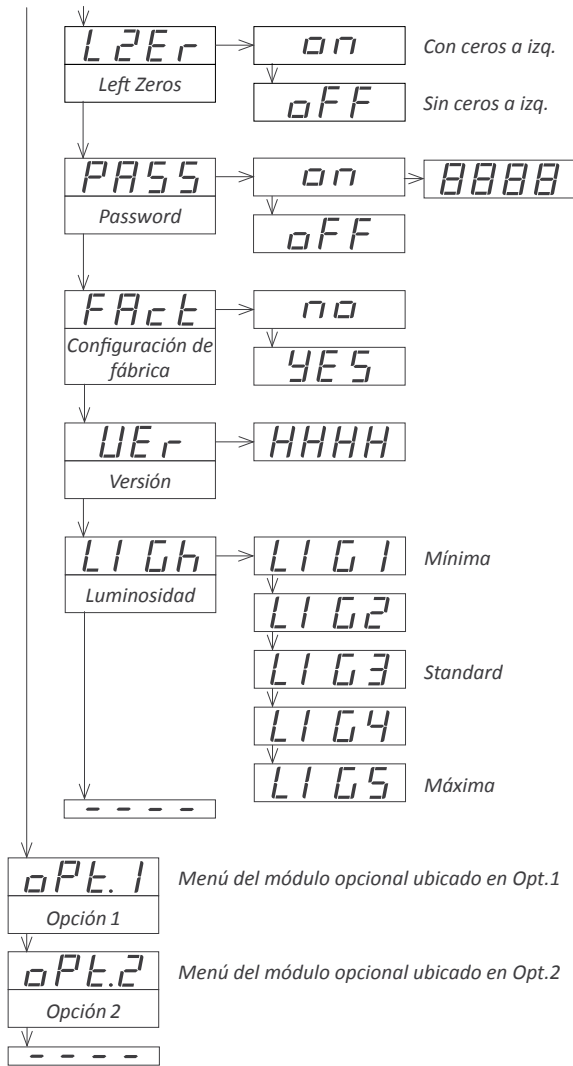 LZEr on Con ceros a izq.
Left Zeros
oFF Sin ceros a izq.
PASS on 8888
Password
oFF
FAct no
Configuración de
fábrica
YES
VEr HHHH
Versión
LIGh LIG1 Mínima
Luminosidad
LIG2
LIG3 Standard
LIG4
LIG5 Máxima
----
oPt.1 Menú del módulo opcional ubicado en Opt.1
Opción 1
oPt.2 Menú del módulo opcional ubicado en Opt.2
Opción 2
----